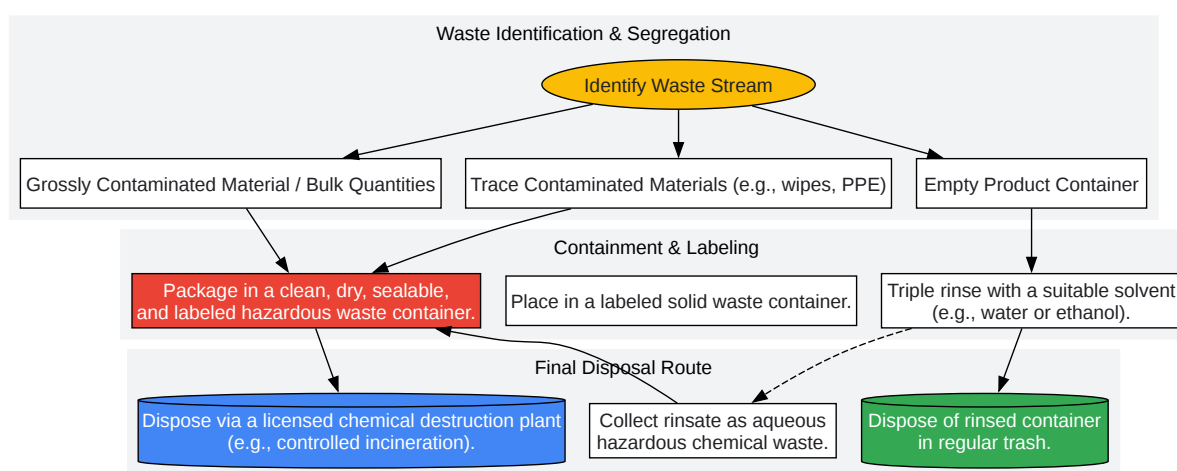 Waste Identification & Segregation
Identify Waste Stream
Grossly Contaminated Material / Bulk Quantities
Trace Contaminated Materials (e.g., wipes, PPE)
Empty Product Container
Containment & Labeling
Package in a clean, dry, sealable,
and labeled hazardous waste container.
Place in a labeled solid waste container.
Triple rinse with a suitable solvent
(e.g., water or ethanol).
Final Disposal Route
Dispose via a licensed chemical destruction plant
(e.g., controlled incineration).
Collect rinsate as aqueous
hazardous chemical waste.
Dispose of rinsed container
in regular trash.